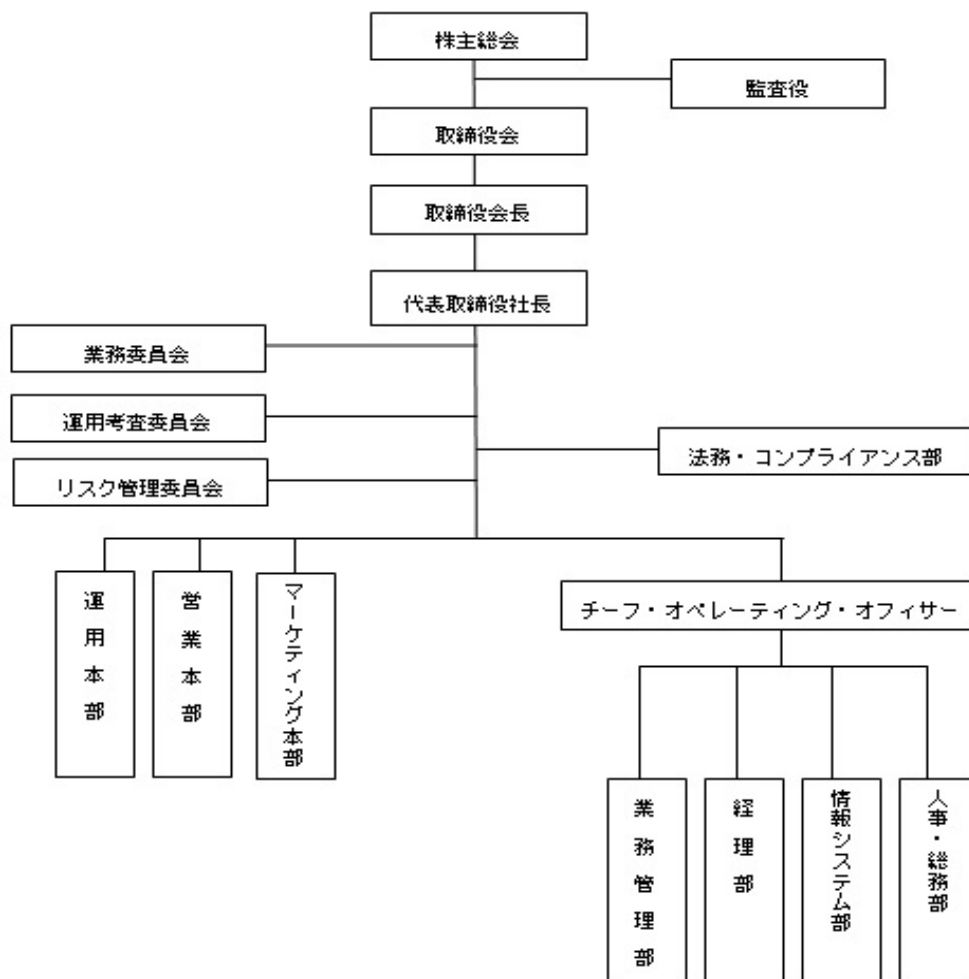 株主総会
監査役
取締役会
取締役会長
代表取締役社長
業務委員会
運用考査委員会
法務・コンプライアンス部
リスク管理委員会
運用本部
営業本部
マーケティング本部
チーフ・オペレーティング・オフィサー
業務管理部
経理部
情報システム部
人事・総務部